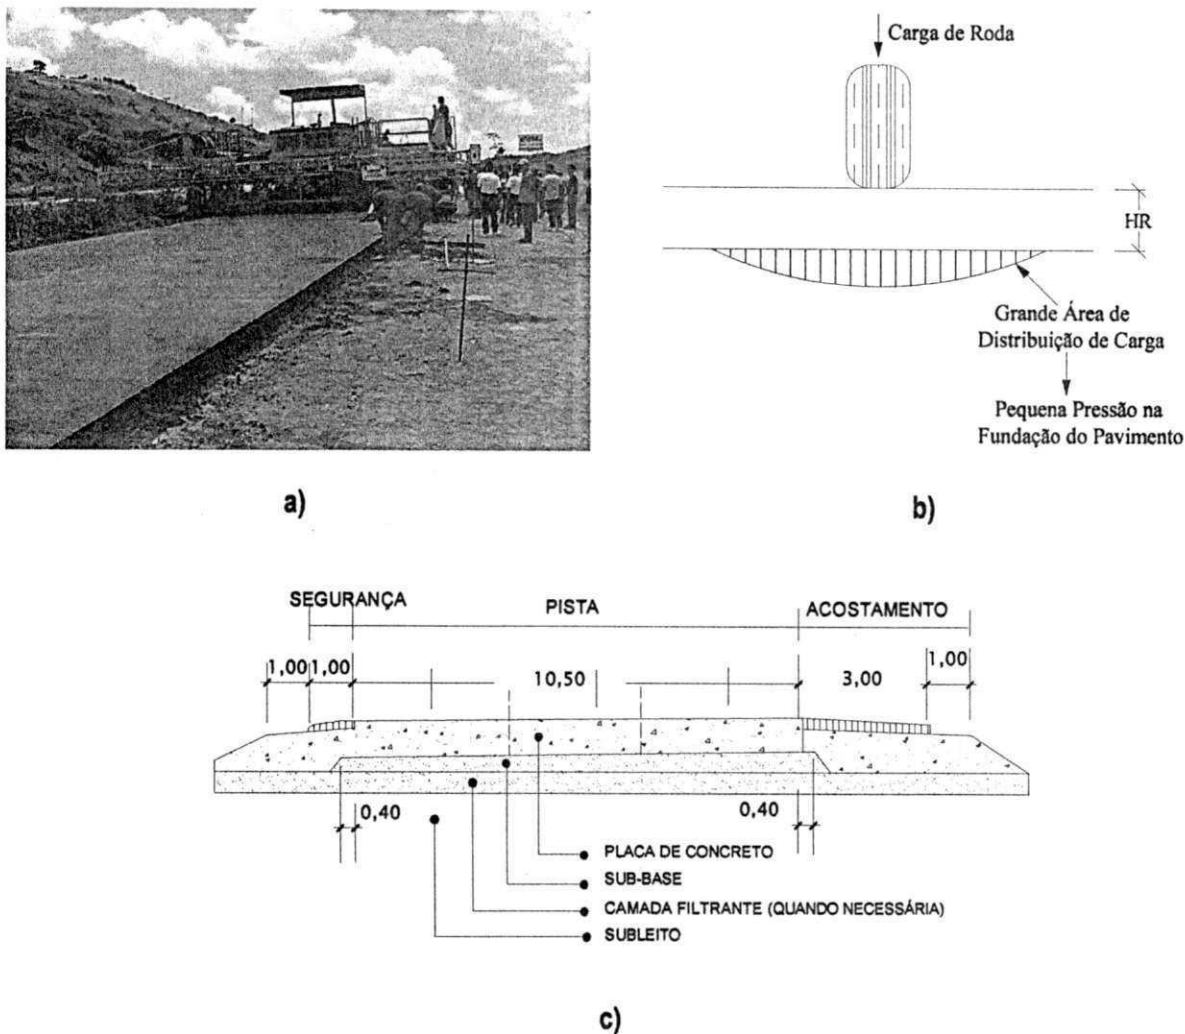 Carga de Roda
HR
Grande Área de
Distribuição de Carga
Pequena Pressão na
Fundação do Pavimento
a)
b)
SEGURANÇA
PISTA
ACOSTAMENTO
1,00
1,00
10,50
3,00
1,00
0,40
0,40
PLACA DE CONCRETO
SUB-BASE
CAMADA FILTRANTE (QUANDO NECESSÁRIA)
SUBLEITO
c)